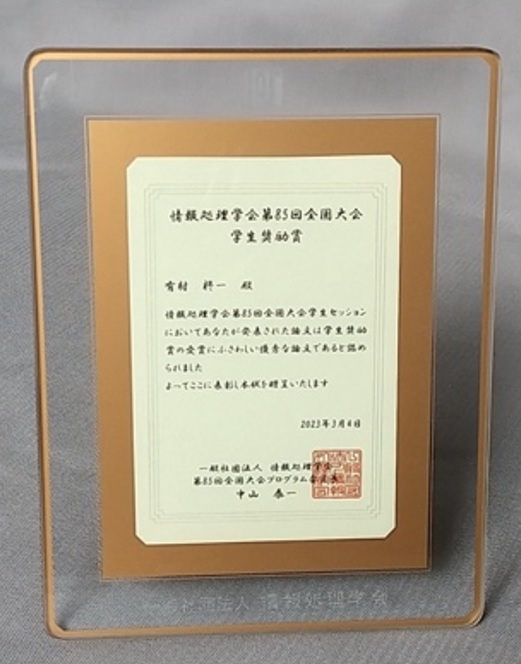 情報処理学会第85回全国大会
学生奨励賞
有村 柊一 殿
情報処理学会第85回全国大会学生セッション
においてあなたが発表された論文は学生奨励
賞の受賞にふさわしい優秀な論文であると認め
られました
よってここに表彰し本状を贈呈いたします
2023年3月4日
一般社団法人 情報処理学会
第85回全国大会プログラム委員長
中山 泰一
一般社団法人 情報処理学会